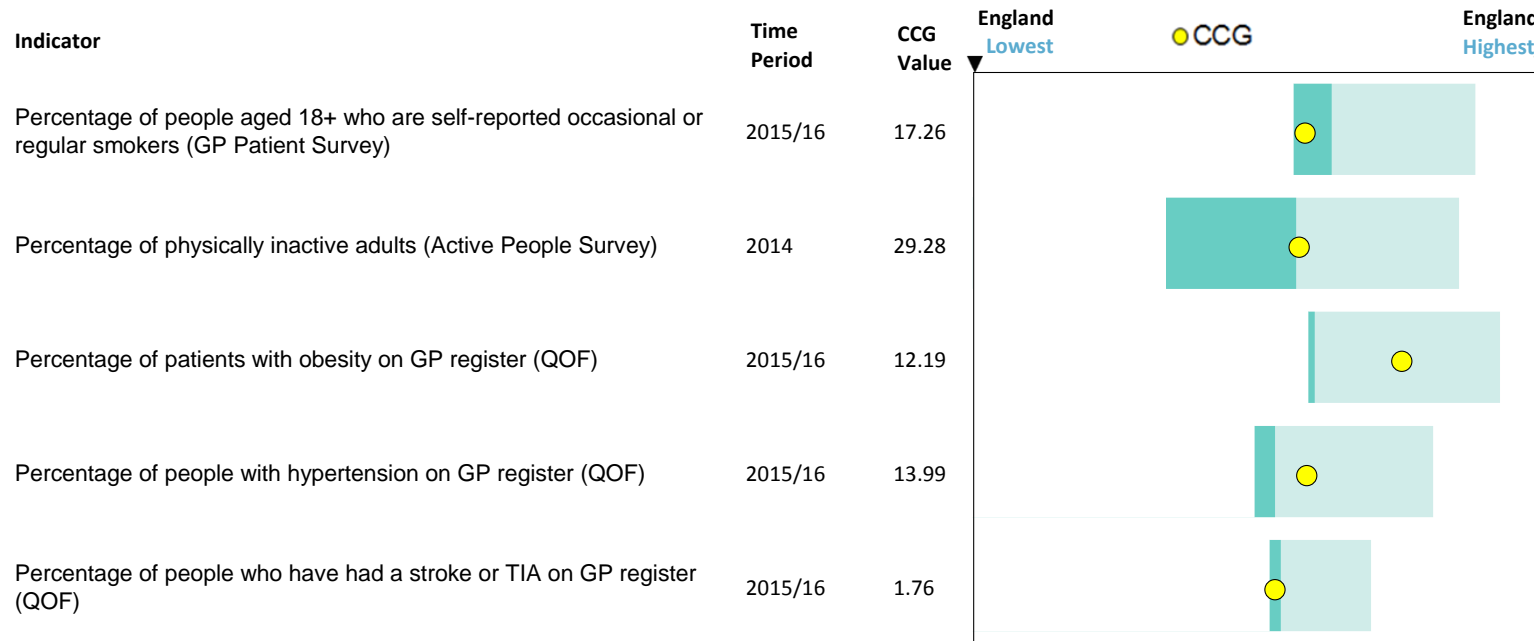 Indicator
Time
Period
CCG
Value
England
Lowest
CCG
England
Highest
Percentage of people aged 18+ who are self-reported occasional or
regular smokers (GP Patient Survey)
2015/16
17.26
Percentage of physically inactive adults (Active People Survey)
2014
29.28
Percentage of patients with obesity on GP register (QOF)
2015/16
12.19
Percentage of people with hypertension on GP register (QOF)
2015/16
13.99
Percentage of people who have had a stroke or TIA on GP register
(QOF)
2015/16
1.76